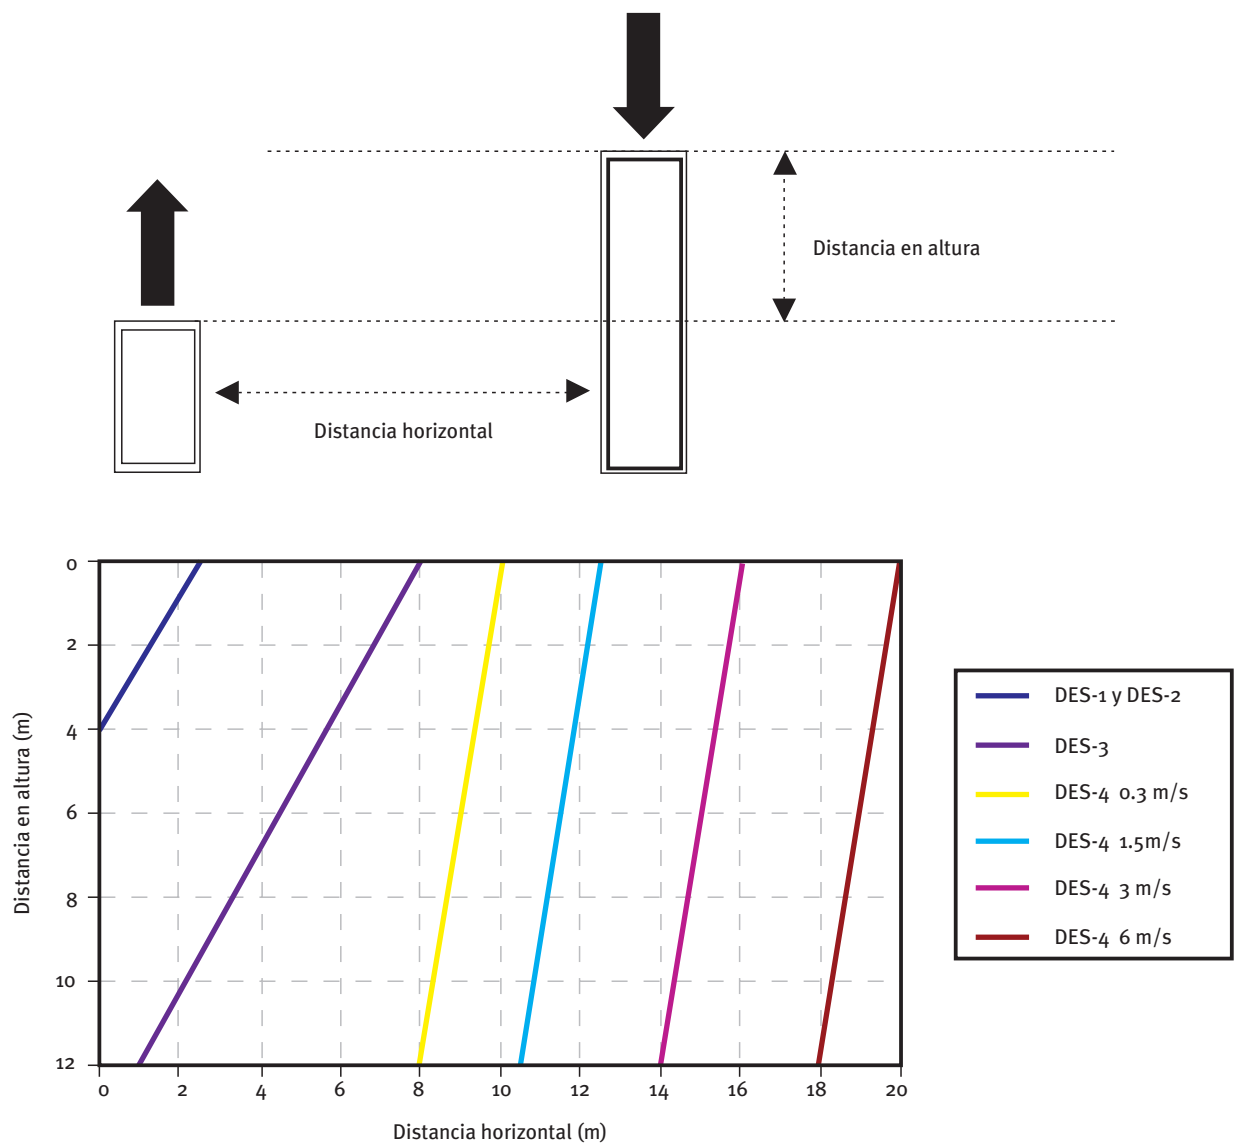 Distancia en altura
Distancia horizontal
0
2
4
6
8
10
12
Distancia en altura (m)
0
2
4
6
8
10
12
14
16
18
20
Distancia horizontal (m)
DES-1 y DES-2
DES-3
DES-4 0.3 m/s
DES-4 1.5m/s
DES-4 3 m/s
DES-4 6 m/s